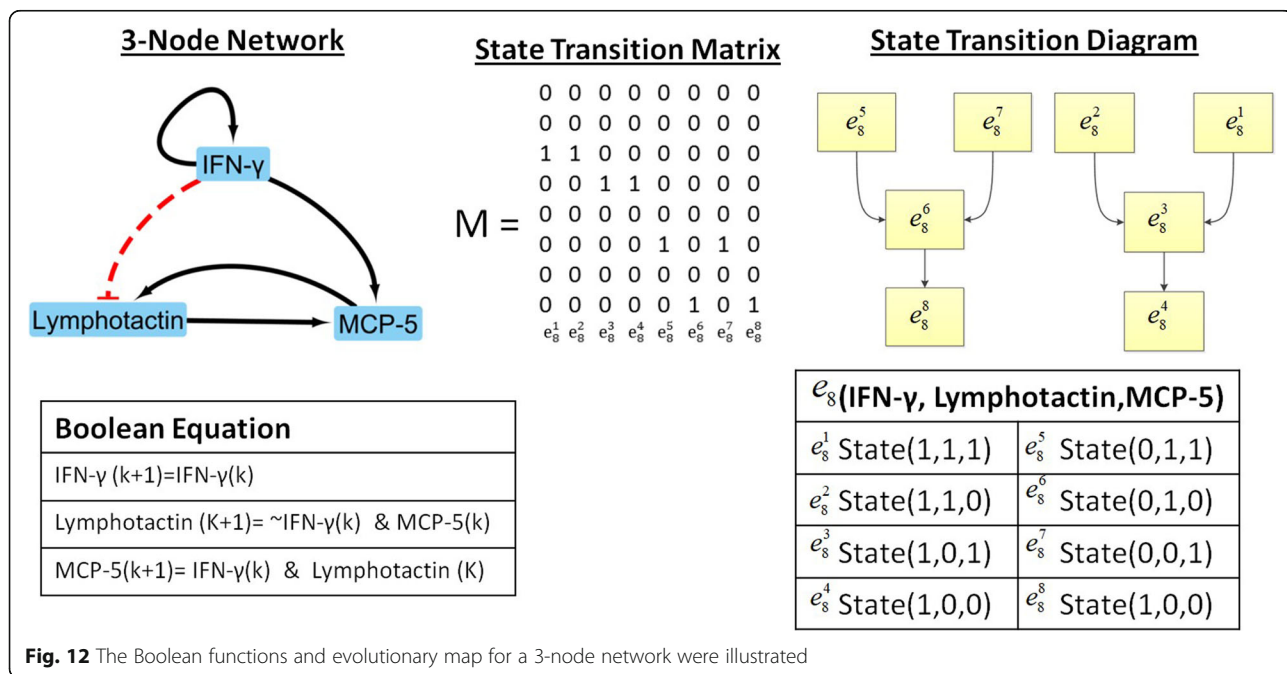 3-Node Network
IFN-γ
Lymphotactin
MCP-5
State Transition Matrix
M =
0 0 0 0 0 0 0 0
0 0 0 0 0 0 0 0
1 1 0 0 0 0 0 0
0 0 1 1 0 0 0 0
0 0 0 0 0 0 0 0
0 0 0 0 1 0 1 0
0 0 0 0 0 0 0 0
0 0 0 0 0 1 0 1
e₈¹ e₈² e₈³ e₈⁴ e₈⁵ e₈⁶ e₈⁷ e₈⁸
State Transition Diagram
e₈⁵ e₈⁷ e₈² e₈¹
e₈⁶ e₈³
e₈⁸ e₈⁴
Boolean Equation
IFN-γ (k+1)=IFN-γ(k)
Lymphotactin (K+1)= ~IFN-γ(k) & MCP-5(k)
MCP-5(k+1)= IFN-γ(k) & Lymphotactin (K)
e₈(IFN-γ, Lymphotactin,MCP-5)
e₈¹ State(1,1,1) e₈⁵ State(0,1,1)
e₈² State(1,1,0) e₈⁶ State(0,1,0)
e₈³ State(1,0,1) e₈⁷ State(0,0,1)
e₈⁴ State(1,0,0) e₈⁸ State(1,0,0)
Fig. 12 The Boolean functions and evolutionary map for a 3-node network were illustrated